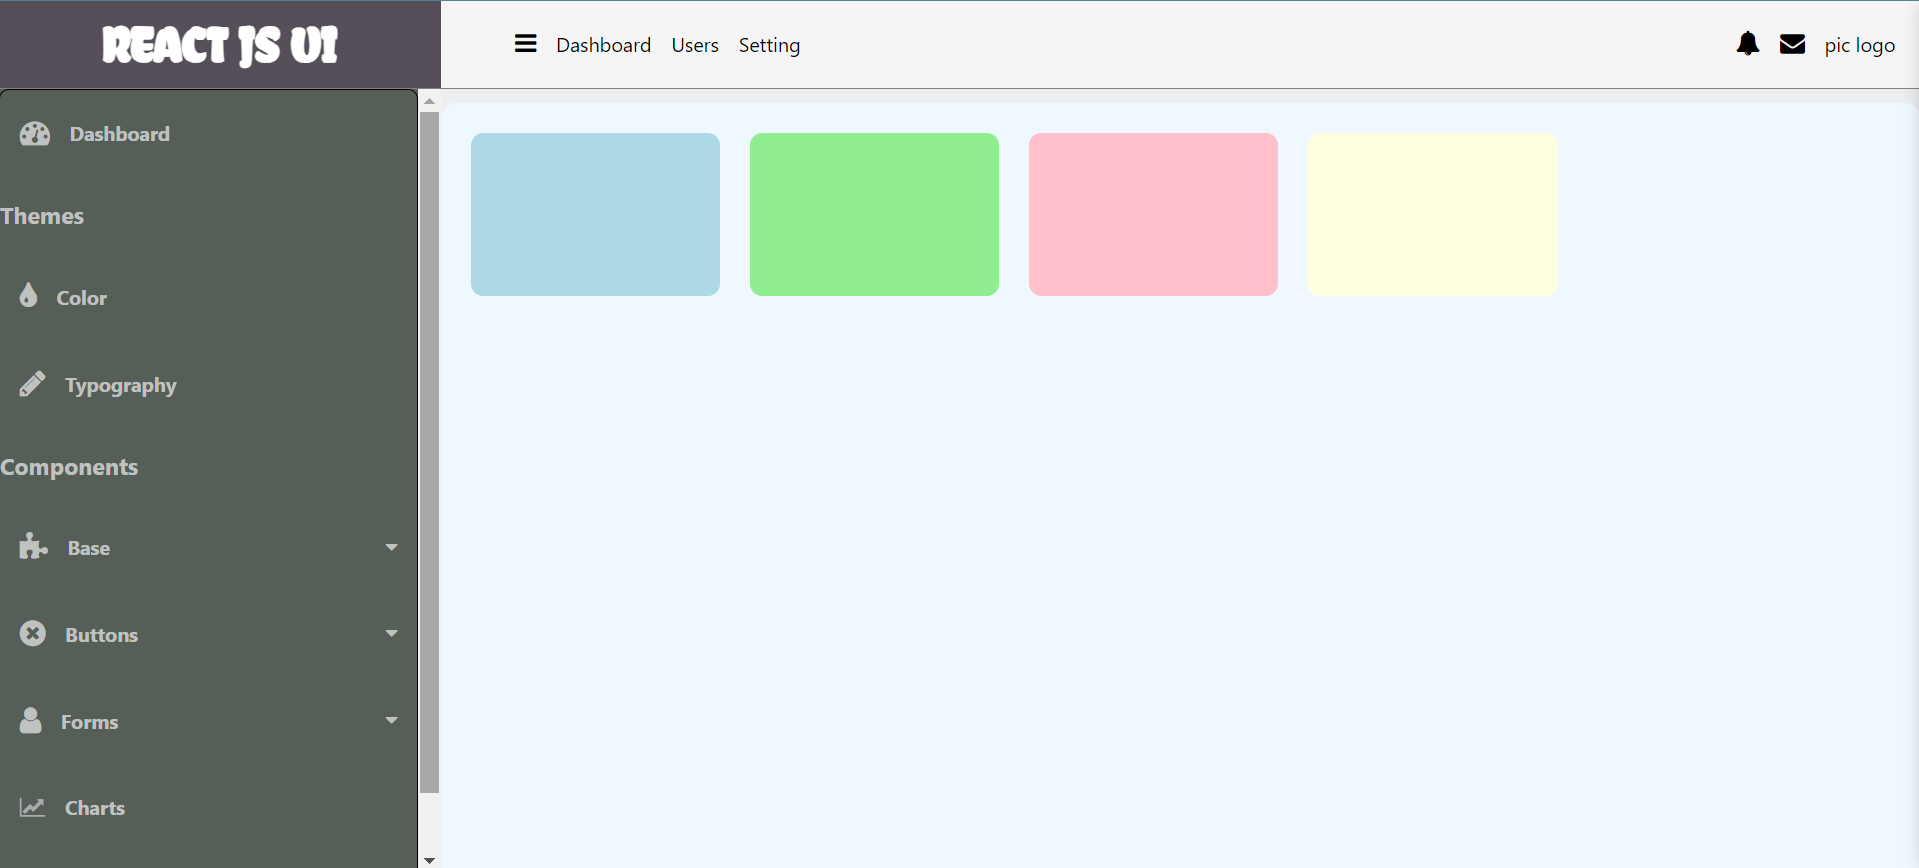 REACT JS UI
Dashboard Users Setting
pic logo
Dashboard
Themes
Color
Typography
Components
Base
Buttons
Forms
Charts